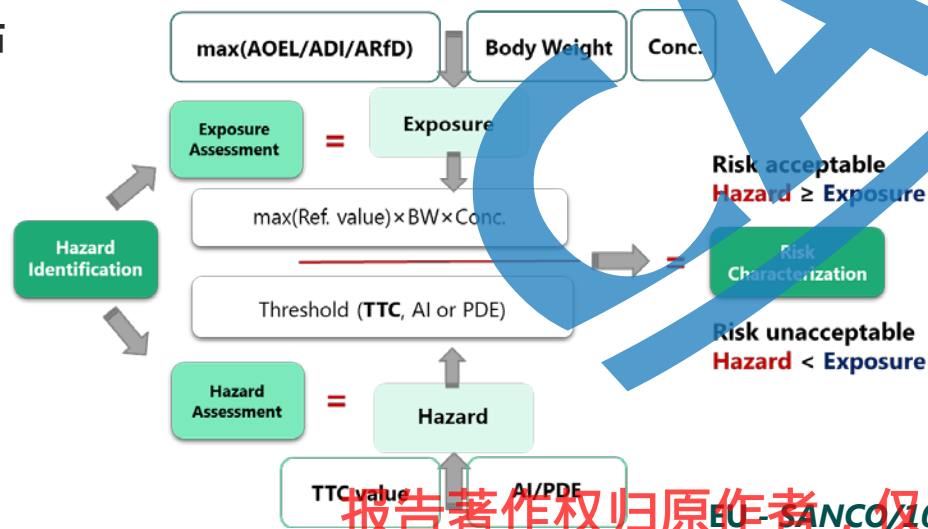 max(AOEL/ADI/ARfD)
Body Weight
Conc.
Exposure
Assessment
=
Exposure
Risk acceptable
Hazard ≥ Exposure
max(Ref. value)×BW×Conc.
Hazard
Identification
=
Risk
Characterization
Threshold (TTC, AI or PDE)
Risk unacceptable
Hazard < Exposure
Hazard
Assessment
=
Hazard
TTC value
AI/PDE
报告著作权归原作者
EU - SANCO/10